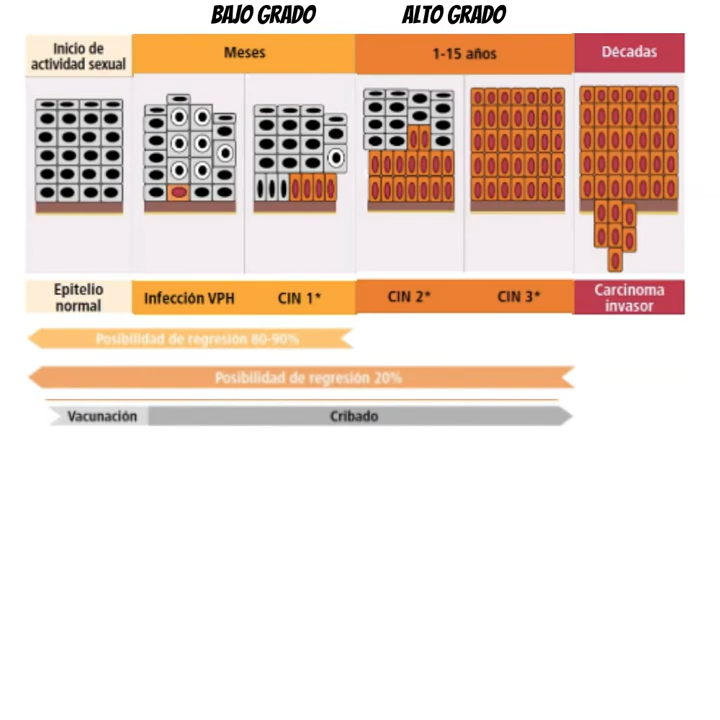 BAJO GRADO
ALTO GRADO
Inicio de
actividad sexual
Meses
1-15 años
Décadas
Epitelio
normal
Infección VPH
CIN 1*
CIN 2*
CIN 3*
Carcinoma
invasor
Posibilidad de regresión 80-90%
Posibilidad de regresión 20%
Vacunación
Cribado